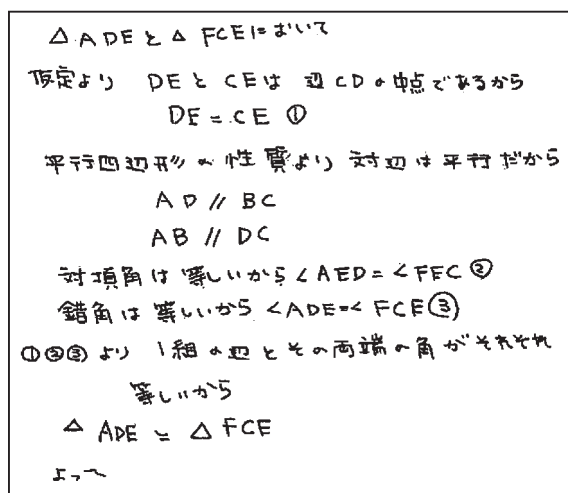 △ADEと△FCEにおいて
仮定より DEとCEは 辺CDの中点であるから
DE=CE ①
平行四辺形の性質より 対辺は平行だから
AD // BC
AB // DC
対頂角は等しいから∠AED=∠FEC ②
錯角は等しいから∠ADE=∠FCE③
①②③より 1組の辺とその両端の角がそれぞれ
等しいから
△ADE≡△FCE
よって